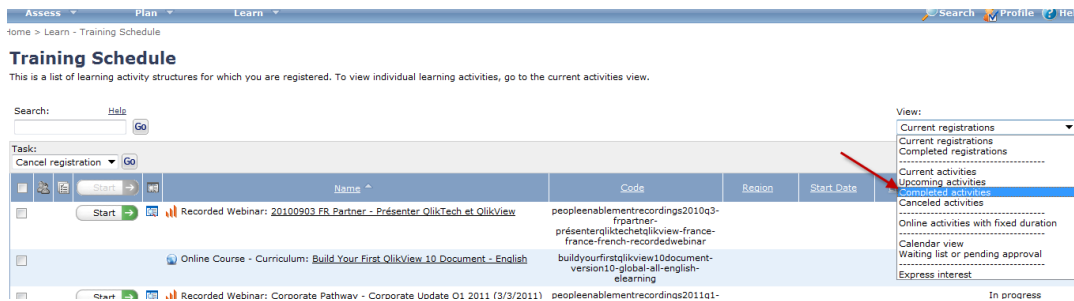 Assess Plan Learn Search Profile
Home > Learn - Training Schedule
Training Schedule
This is a list of learning activity structures for which you are registered. To view individual learning activities, go to the current activities view.
Search: Help
Go
View:
Current registrations
Current registrations
Completed registrations
------------------------------------
Current activities
Upcoming activities
Completed activities
Canceled activities
------------------------------------
Online activities with fixed duration
------------------------------------
Calendar view
Waiting list or pending approval
------------------------------------
Express interest
Task:
Cancel registration Go
Start Name Code Region Start Date
Start Recorded Webinar: 20100903 FR Partner - Présenter QlikTech et QlikView
peopleenablementrecordings2010q3-
frpartner-
présenterqliktechetqlikview-france-
france-french-recordedwebinar
Online Course - Curriculum: Build Your First QlikView 10 Document - English
buildyourfirstqlikview10document-
version10-global-all-english-
elearning
Start Recorded Webinar: Corporate Pathway - Corporate Update Q1 2011 (3/3/2011)
peopleenablementrecordings2011q1-
In progress